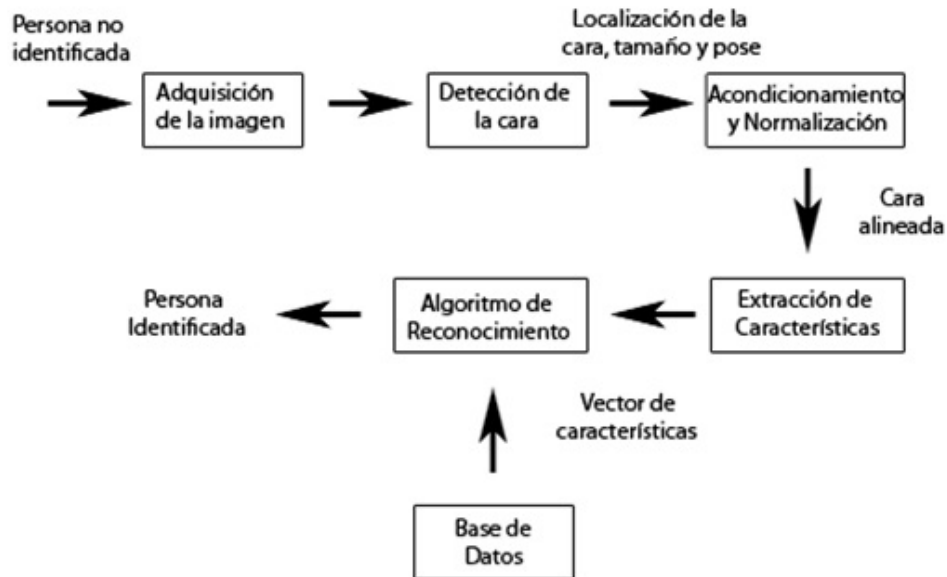 Persona no
identificada
Localización de la
cara, tamaño y pose
Adquisición
de la imagen
Detección de
la cara
Acondicionamiento
y Normalización
Cara
alineada
Extracción de
Características
Algoritmo de
Reconocimiento
Persona
Identificada
Vector de
características
Base de
Datos